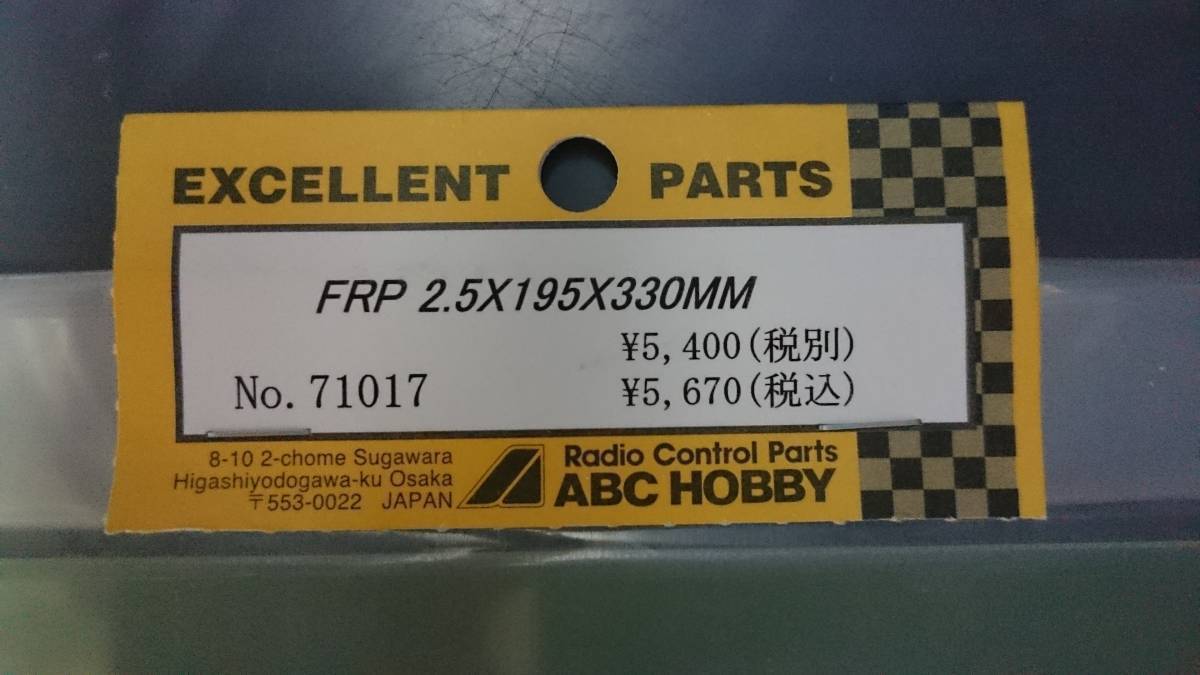 EXCELLENT PARTS
FRP 2.5X195X330MM
¥5,400(税別)
No.71017 ¥5,670(税込)
8-10 2-chome Sugawara
Higashiyodogawa-ku Osaka
〒553-0022 JAPAN
Radio Control Parts
ABC HOBBY